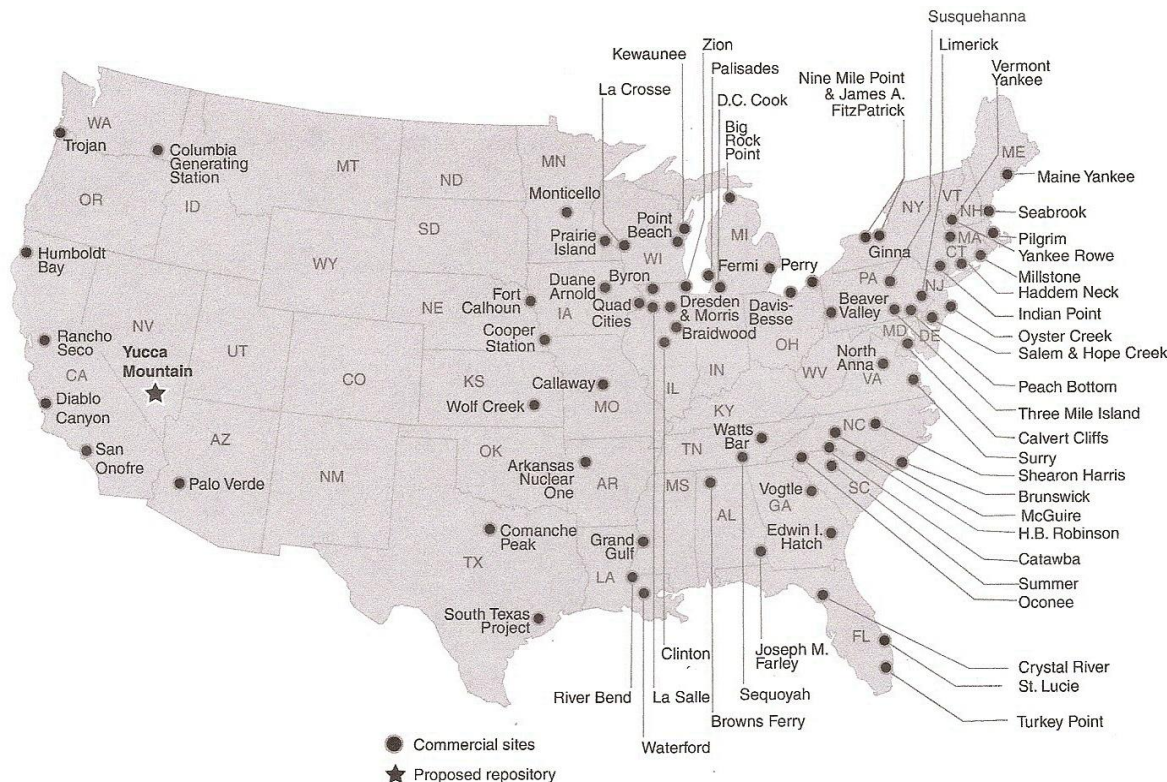 Susquehanna
Limerick
Vermont
Yankee
Zion
Kewaunee
Palisades
Nine Mile Point
& James A.
FitzPatrick
La Crosse
D.C. Cook
Big
Rock
Point
WA
Trojan
Columbia
Generating
Station
MT
ND
MN
ME
Maine Yankee
OR
ID
Monticello
VT
NY
NH
Seabrook
SD
Prairie
Island
Point
Beach
WI
MI
Ginna
MA
Pilgrim
Yankee Rowe
Humboldt
Bay
WY
CT
Millstone
Duane
Arnold
Byron
Fermi
Perry
PA
NJ
Haddem Neck
Fort
Calhoun
NE
IA
Quad
Cities
Dresden
& Morris
Braidwood
Davis-
Besse
Beaver
Valley
Indian Point
Oyster Creek
NV
Rancho
Seco
Cooper
Station
OH
MD
DE
Salem & Hope Creek
Yucca
Mountain
UT
CA
CO
KS
Callaway
IL
IN
WV
North
Anna
VA
Peach Bottom
Diablo
Canyon
Wolf Creek
MO
KY
Three Mile Island
San
Onofre
AZ
NM
OK
TN
Watts
Bar
NC
Calvert Cliffs
Surry
Shearon Harris
Palo Verde
Arkansas
Nuclear
One
AR
MS
AL
Vogtle
GA
SC
Brunswick
McGuire
H.B. Robinson
Comanche
Peak
TX
Grand
Gulf
LA
Edwin I.
Hatch
Catawba
Summer
Oconee
South Texas
Project
FL
Clinton
Joseph M.
Farley
Crystal River
St. Lucie
River Bend
La Salle
Sequoyah
Turkey Point
Browns Ferry
Waterford
Commercial sites
Proposed repository